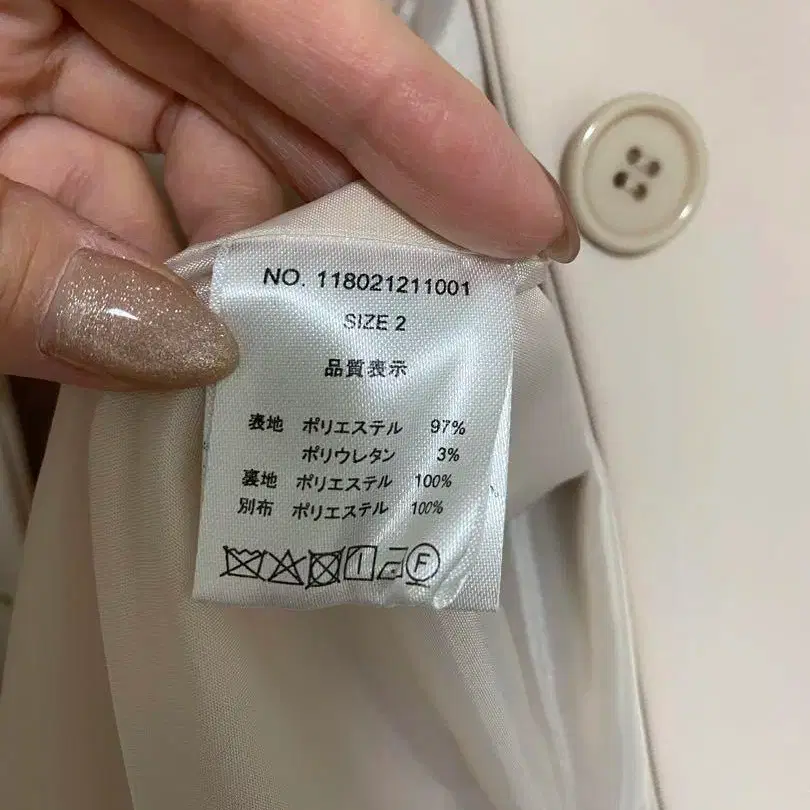 NO. 118021211001
SIZE 2
品質表示
表地 ポリエステル 97%
ポリウレタン 3%
裏地 ポリエステル 100%
別布 ポリエステル 100%
F